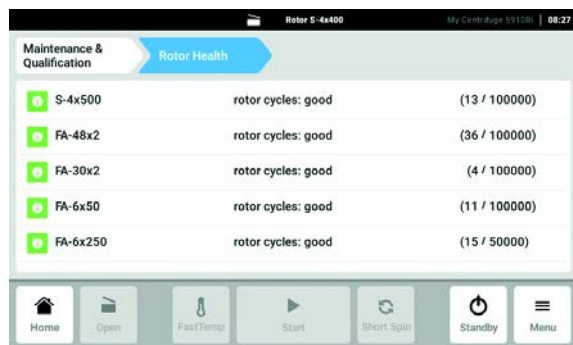 Rotor S-4x400 My Centrifuge 5910Ri 08:27
Maintenance &
Qualification
Rotor Health
S-4x500 rotor cycles: good (13 / 100000)
FA-48x2 rotor cycles: good (36 / 100000)
FA-30x2 rotor cycles: good (4 / 100000)
FA-6x50 rotor cycles: good (11 / 100000)
FA-6x250 rotor cycles: good (15 / 50000)
Home Open FastTemp Start Short Spin Standby Menu